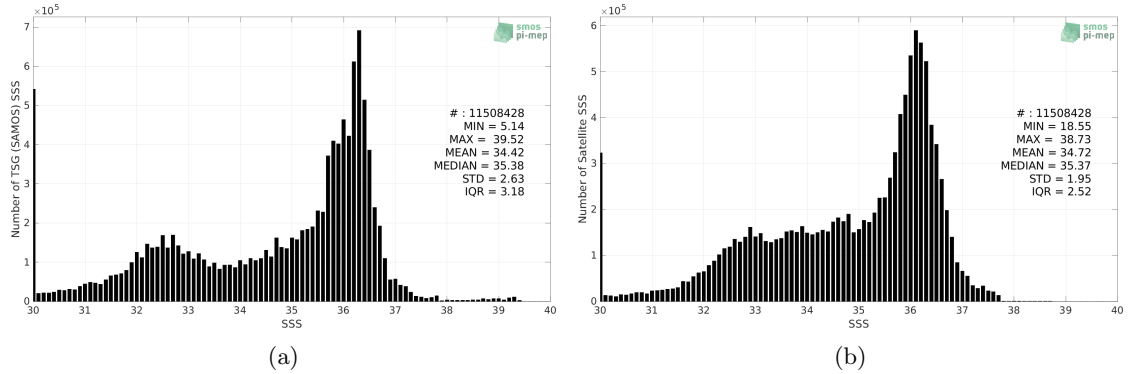 ×10⁵
7
6
5
4
3
2
1
0
Number of TSG (SAMOS) SSS
30 31 32 33 34 35 36 37 38 39 40
SSS
smos
pi-mep
# : 11508428
MIN = 5.14
MAX = 39.52
MEAN = 34.42
MEDIAN = 35.38
STD = 2.63
IQR = 3.18
(a)
×10⁵
6
5
4
3
2
1
0
Number of Satellite SSS
30 31 32 33 34 35 36 37 38 39 40
SSS
smos
pi-mep
# : 11508428
MIN = 18.55
MAX = 38.73
MEAN = 34.72
MEDIAN = 35.37
STD = 1.95
IQR = 2.52
(b)